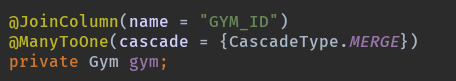 @JoinColumn(name = "GYM_ID")
@ManyToOne(cascade = {CascadeType.MERGE})
private Gym gym;